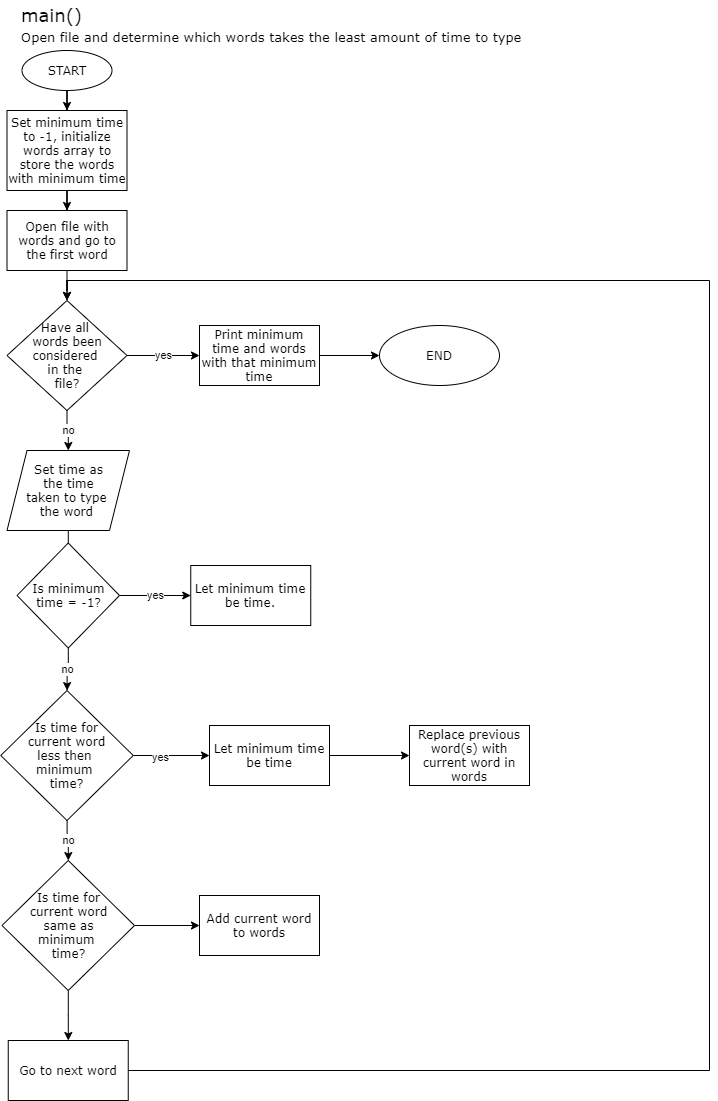 main()
Open file and determine which words takes the least amount of time to type
START
Set minimum time
to -1, initialize
words array to
store the words
with minimum time
Open file with
words and go to
the first word
Have all
words been
considered
in the
file?
yes
Print minimum
time and words
with that minimum
time
END
no
Set time as
the time
taken to type
the word
Is minimum
time = -1?
yes
Let minimum time
be time.
no
Is time for
current word
less then
minimum
time?
yes
Let minimum time
be time
Replace previous
word(s) with
current word in
words
no
Is time for
current word
same as
minimum
time?
Add current word
to words
Go to next word